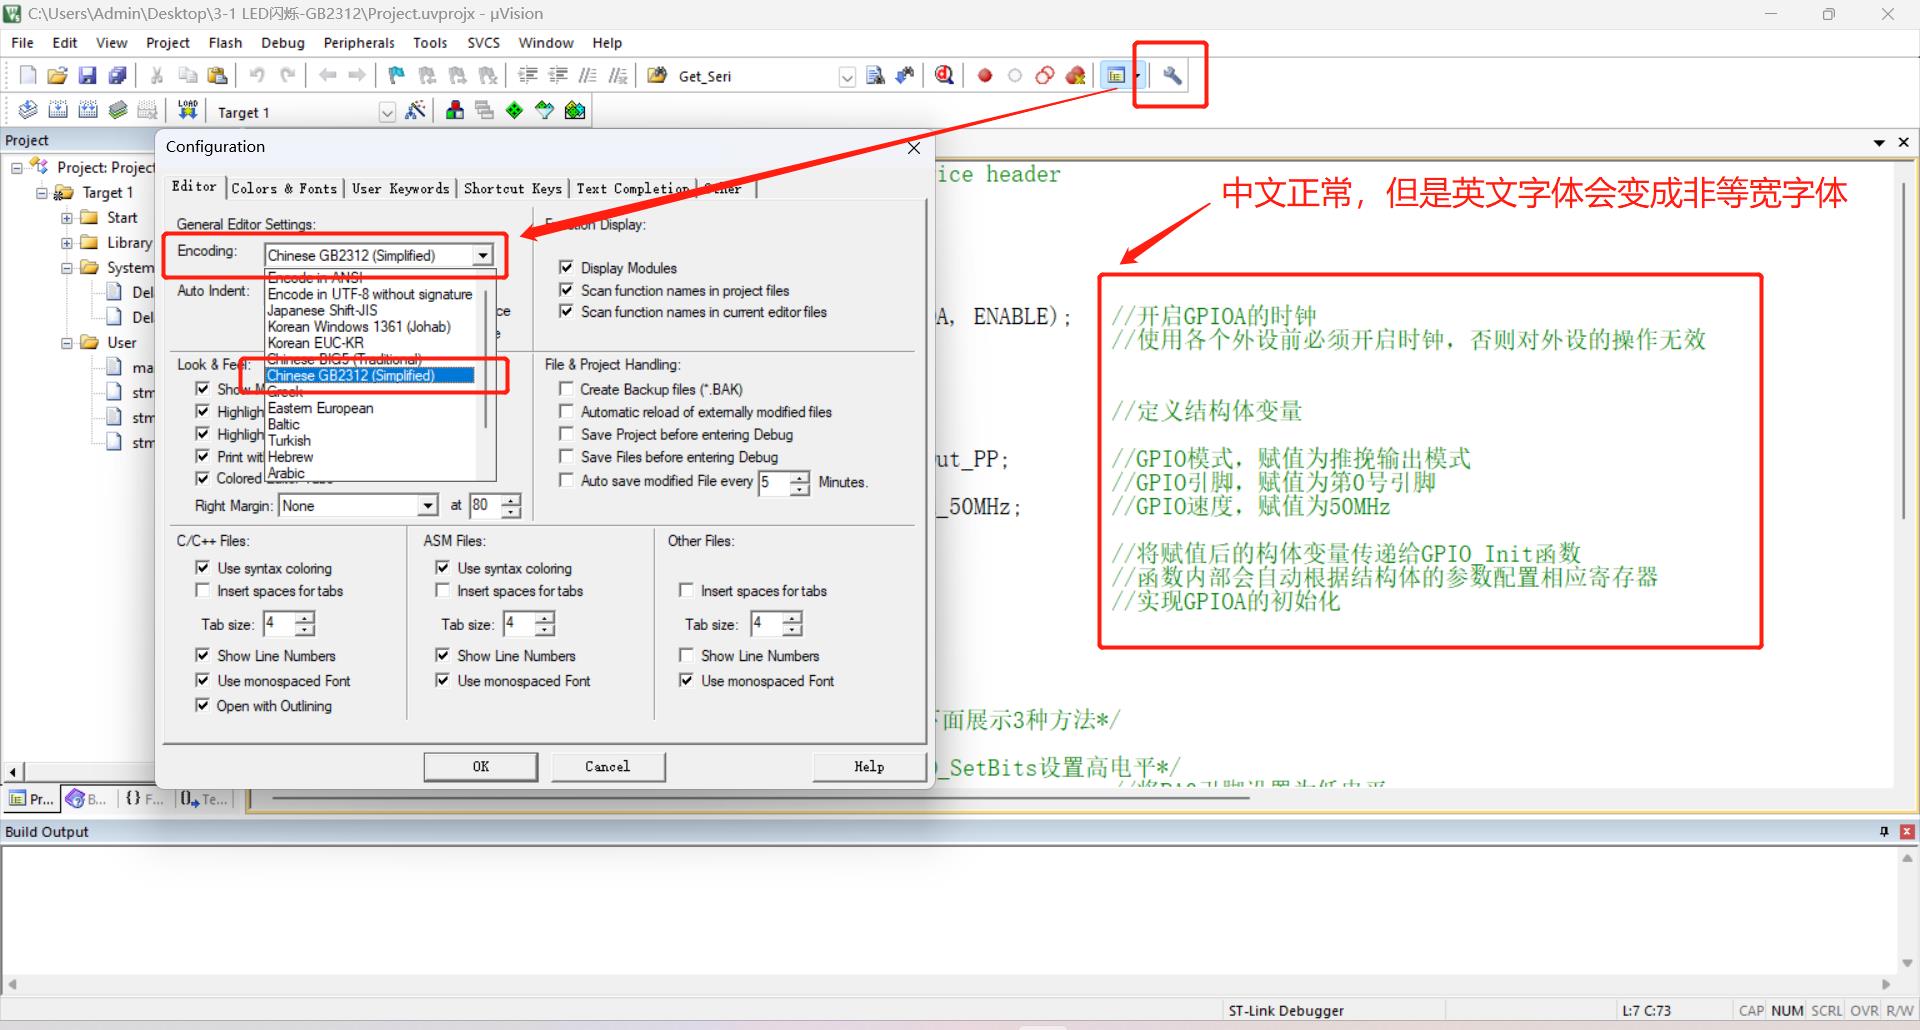 C:\Users\Admin\Desktop\3-1 LED闪烁-GB2312\Project.uvprojx - µVision
File Edit View Project Flash Debug Peripherals Tools SVCS Window Help
Get_Seri
LOAD Target 1
Project
Project: Project
Target 1
Start
Library
System
Del
Del
User
ma
stm
stm
stm
Pr...
B...
{} F...
Te...
Configuration
Editor Colors & Fonts User Keywords Shortcut Keys Text Completion Other
General Editor Settings:
Encoding: Chinese GB2312 (Simplified)
Auto Indent:
Encode in ANSI
Encode in UTF-8 without signature
Japanese Shift-JIS
Korean Windows 1361 (Johab)
Korean EUC-KR
Chinese BIG5 (Traditional)
Chinese GB2312 (Simplified)
Greek
Eastern European
Baltic
Turkish
Hebrew
Arabic
Function Display:
Display Modules
Scan function names in project files
Scan function names in current editor files
Look & Feel:
Show M
Highligh
Highligh
Print wit
Colored Editor Tabs
Right Margin: None at 80
File & Project Handling:
Create Backup files (*.BAK)
Automatic reload of externally modified files
Save Project before entering Debug
Save Files before entering Debug
Auto save modified File every 5 Minutes.
C/C++ Files:
Use syntax coloring
Insert spaces for tabs
Tab size: 4
Show Line Numbers
Use monospaced Font
Open with Outlining
ASM Files:
Use syntax coloring
Insert spaces for tabs
Tab size: 4
Show Line Numbers
Use monospaced Font
Other Files:
Insert spaces for tabs
Tab size: 4
Show Line Numbers
Use monospaced Font
OK Cancel Help
ice header
中文正常，但是英文字体会变成非等宽字体
A, ENABLE); //开启GPIOA的时钟
//使用各个外设前必须开启时钟，否则对外设的操作无效
//定义结构体变量
ut_PP; //GPIO模式，赋值为推挽输出模式
//GPIO引脚，赋值为第0号引脚
_50MHz; //GPIO速度，赋值为50MHz
//将赋值后的构体变量传递给GPIO_Init函数
//函数内部会自动根据结构体的参数配置相应寄存器
//实现GPIOA的初始化
下面展示3种方法*/
_SetBits设置高电平*/
//将PA0引脚设置为低电平
Build Output
ST-Link Debugger L:7 C:73 CAP NUM SCRL OVR R/W